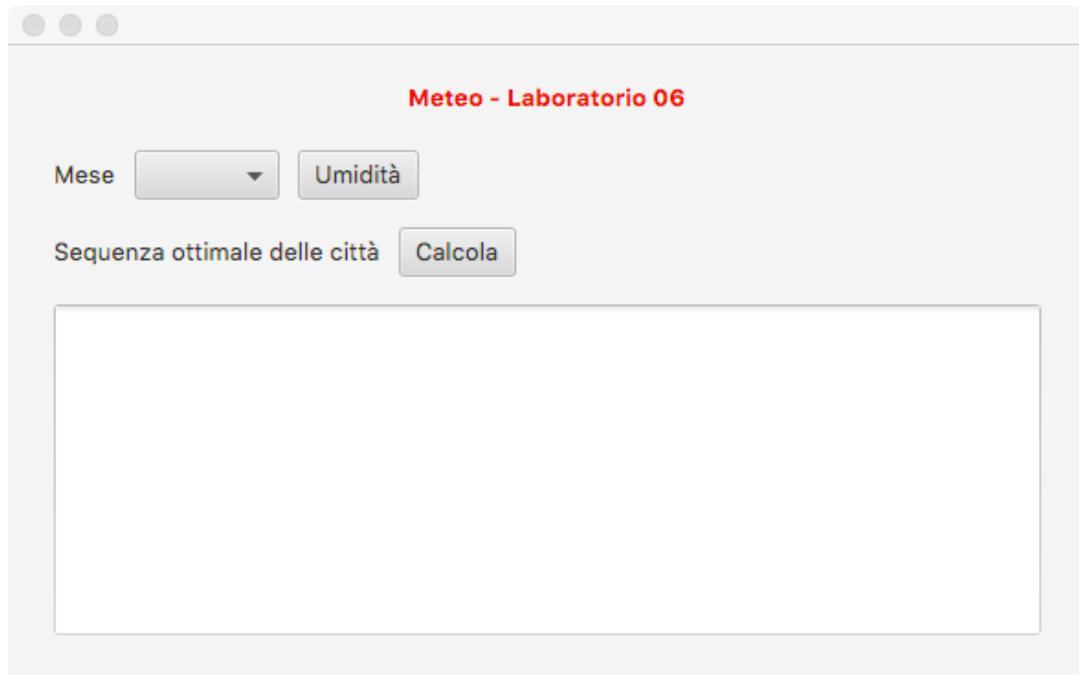 Meteo - Laboratorio 06
Mese Umidità
Sequenza ottimale delle città Calcola